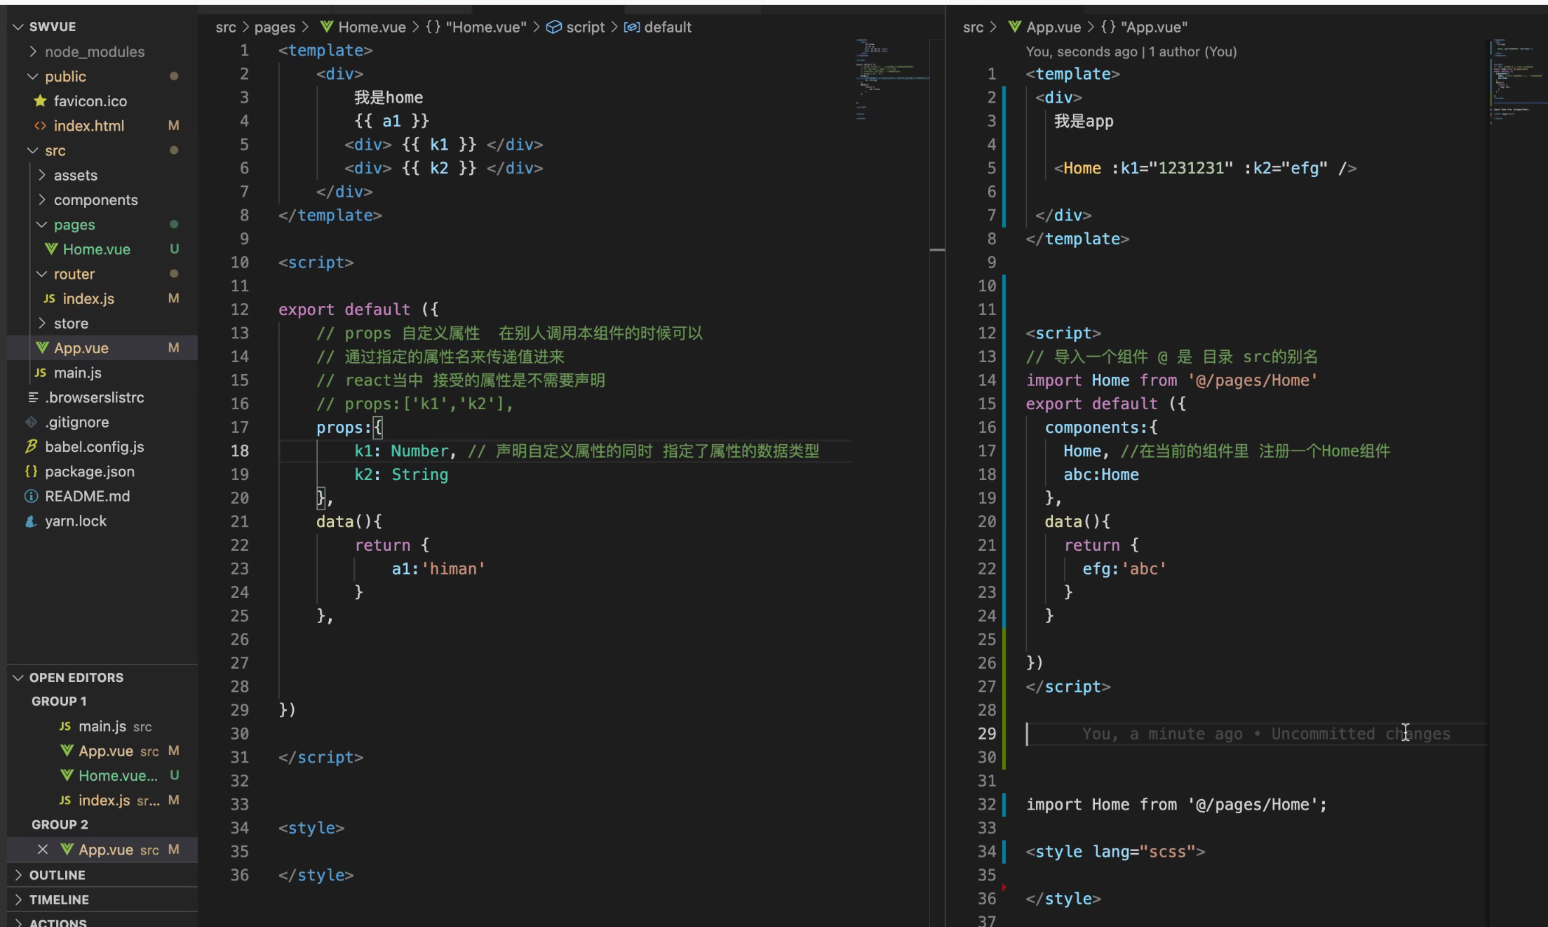 SWVUE
node_modules
public
favicon.ico
index.html M
src
assets
components
pages
Home.vue U
router
JS index.js M
store
App.vue M
JS main.js
.browserslistrc
.gitignore
babel.config.js
{} package.json
README.md
yarn.lock
OPEN EDITORS
GROUP 1
JS main.js src
App.vue src M
Home.vue... U
JS index.js sr... M
GROUP 2
App.vue src M
OUTLINE
TIMELINE
ACTIONS
src > pages > Home.vue > {} "Home.vue" > script > default
1 <template>
2 <div>
3 我是home
4 {{ a1 }}
5 <div> {{ k1 }} </div>
6 <div> {{ k2 }} </div>
7 </div>
8 </template>
9
10 <script>
11
12 export default ({
13 // props 自定义属性 在别人调用本组件的时候可以
14 // 通过指定的属性名来传递值进来
15 // react当中 接受的属性是不需要声明
16 // props:['k1','k2'],
17 props:{
18 k1: Number, // 声明自定义属性的同时 指定了属性的数据类型
19 k2: String
20 },
21 data(){
22 return {
23 a1:'himan'
24 }
25 },
26
27
28
29 })
30
31 </script>
32
33
34 <style>
35
36 </style>
src > App.vue > {} "App.vue"
You, seconds ago | 1 author (You)
1 <template>
2 <div>
3 我是app
4
5 <Home :k1="1231231" :k2="efg" />
6
7 </div>
8 </template>
9
10
11
12 <script>
13 // 导入一个组件 @ 是 目录 src的别名
14 import Home from '@/pages/Home'
15 export default ({
16 components:{
17 Home, //在当前的组件里 注册一个Home组件
18 abc:Home
19 },
20 data(){
21 return {
22 efg:'abc'
23 }
24 }
25
26 })
27 </script>
28
29 You, a minute ago • Uncommitted changes
30
31
32 import Home from '@/pages/Home';
33
34 <style lang="scss">
35
36 </style>
37